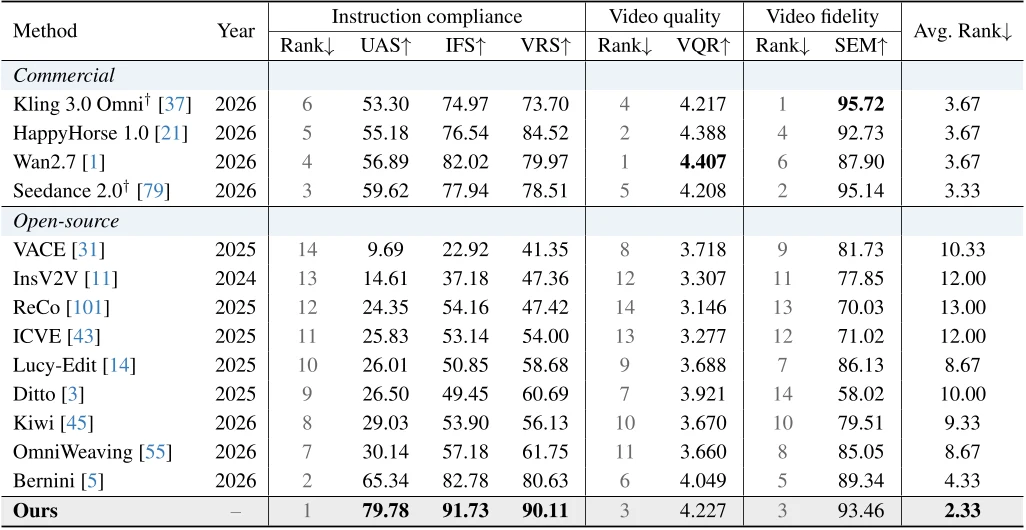 Method Year Instruction compliance Video quality Video fidelity Avg. Rank↓
Rank↓ UAS↑ IFS↑ VRS↑ Rank↓ VQR↑ Rank↓ SEM↑
Commercial
Kling 3.0 Omni† [37] 2026 6 53.30 74.97 73.70 4 4.217 1 95.72 3.67
HappyHorse 1.0 [21] 2026 5 55.18 76.54 84.52 2 4.388 4 92.73 3.67
Wan2.7 [1] 2026 4 56.89 82.02 79.97 1 4.407 6 87.90 3.67
Seedance 2.0† [79] 2026 3 59.62 77.94 78.51 5 4.208 2 95.14 3.33
Open-source
VACE [31] 2025 14 9.69 22.92 41.35 8 3.718 9 81.73 10.33
InsV2V [11] 2024 13 14.61 37.18 47.36 12 3.307 11 77.85 12.00
ReCo [101] 2025 12 24.35 54.16 47.42 14 3.146 13 70.03 13.00
ICVE [43] 2025 11 25.83 53.14 54.00 13 3.277 12 71.02 12.00
Lucy-Edit [14] 2025 10 26.01 50.85 58.68 9 3.688 7 86.13 8.67
Ditto [3] 2025 9 26.50 49.45 60.69 7 3.921 14 58.02 10.00
Kiwi [45] 2026 8 29.03 53.90 56.13 10 3.670 10 79.51 9.33
OmniWeaving [55] 2026 7 30.14 57.18 61.75 11 3.660 8 85.05 8.67
Bernini [5] 2026 2 65.34 82.78 80.63 6 4.049 5 89.34 4.33
Ours – 1 79.78 91.73 90.11 3 4.227 3 93.46 2.33